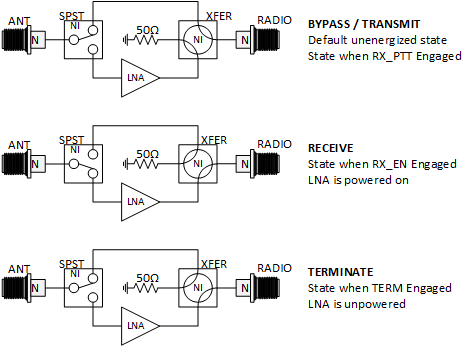 ANT
SPST
NI
N
50Ω
LNA
XFER
NI
N
RADIO
BYPASS / TRANSMIT
Default unenergized state
State when RX_PTT Engaged
ANT
SPST
NI
N
50Ω
LNA
XFER
NI
N
RADIO
RECEIVE
State when RX_EN Engaged
LNA is powered on
ANT
SPST
NI
N
50Ω
LNA
XFER
NI
N
RADIO
TERMINATE
State when TERM Engaged
LNA is unpowered